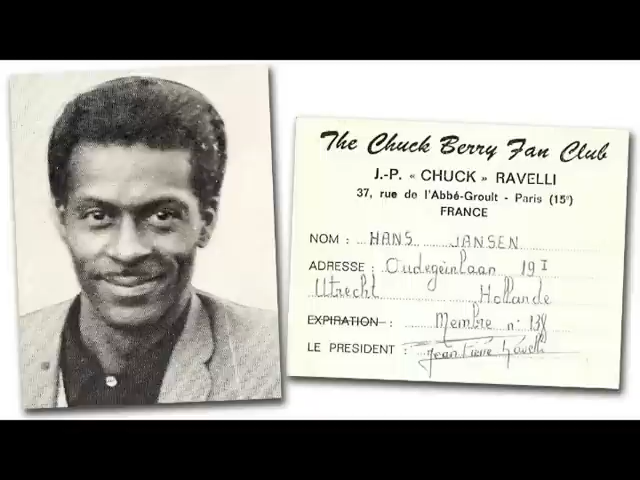 The Chuck Berry Fan Club
J.-P. « CHUCK » RAVELLI
37, rue de l'Abbé-Groult - Paris (15e)
FRANCE
NOM : HANS JANSEN
ADRESSE : Oudegeinlaan 19 I
Utrecht Hollande
EXPIRATION : Membre n° 138
LE PRESIDENT : Jean Pierre Ravelli